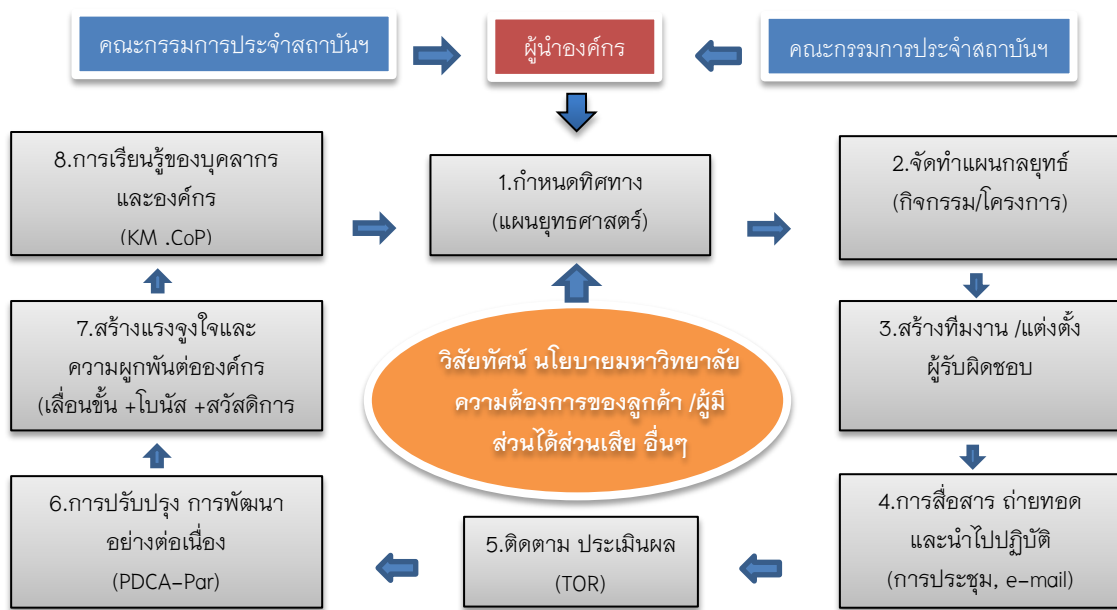 คณะกรรมการประจำสถาบันฯ
ผู้นำองค์กร
คณะกรรมการประจำสถาบันฯ
8.การเรียนรู้ของบุคลากร
และองค์กร
(KM .CoP)
1.กำหนดทิศทาง
(แผนยุทธศาสตร์)
2.จัดทำแผนกลยุทธ์
(กิจกรรม/โครงการ)
7.สร้างแรงจูงใจและ
ความผูกพันต่อองค์กร
(เลื่อนขั้น +โบนัส +สวัสดิการ
วิสัยทัศน์ นโยบายมหาวิทยาลัย
ความต้องการของลูกค้า /ผู้มี
ส่วนได้ส่วนเสีย อื่นๆ
3.สร้างทีมงาน /แต่งตั้ง
ผู้รับผิดชอบ
6.การปรับปรุง การพัฒนา
อย่างต่อเนื่อง
(PDCA-Par)
5.ติดตาม ประเมินผล
(TOR)
4.การสื่อสาร ถ่ายทอด
และนำไปปฏิบัติ
(การประชุม, e-mail)